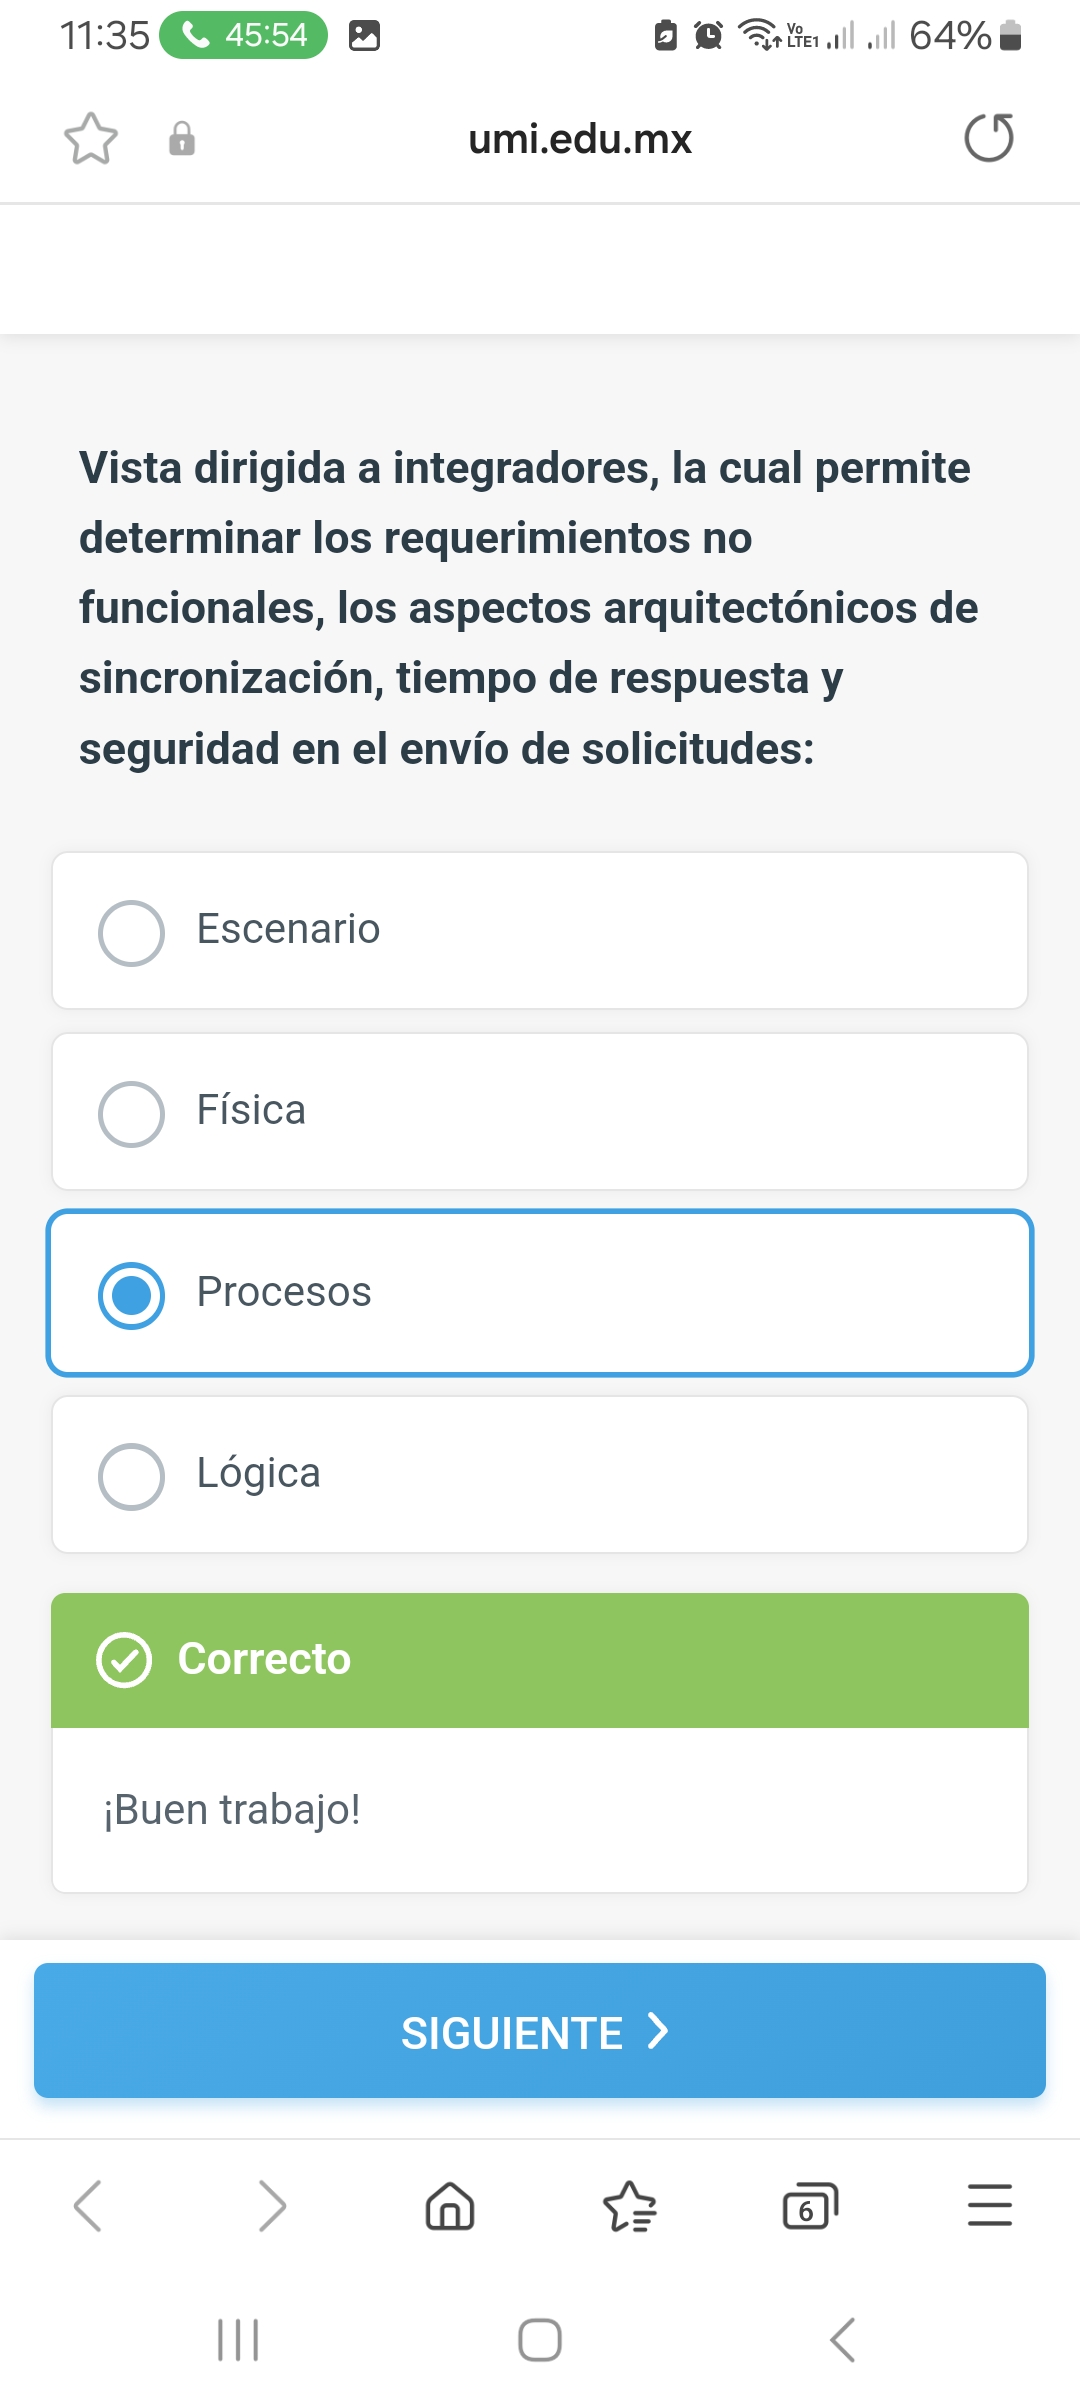 11:35 45:54 Vo LTE1 64%
umi.edu.mx
Vista dirigida a integradores, la cual permite
determinar los requerimientos no
funcionales, los aspectos arquitectónicos de
sincronización, tiempo de respuesta y
seguridad en el envío de solicitudes:
Escenario
Física
Procesos
Lógica
Correcto
¡Buen trabajo!
SIGUIENTE
6